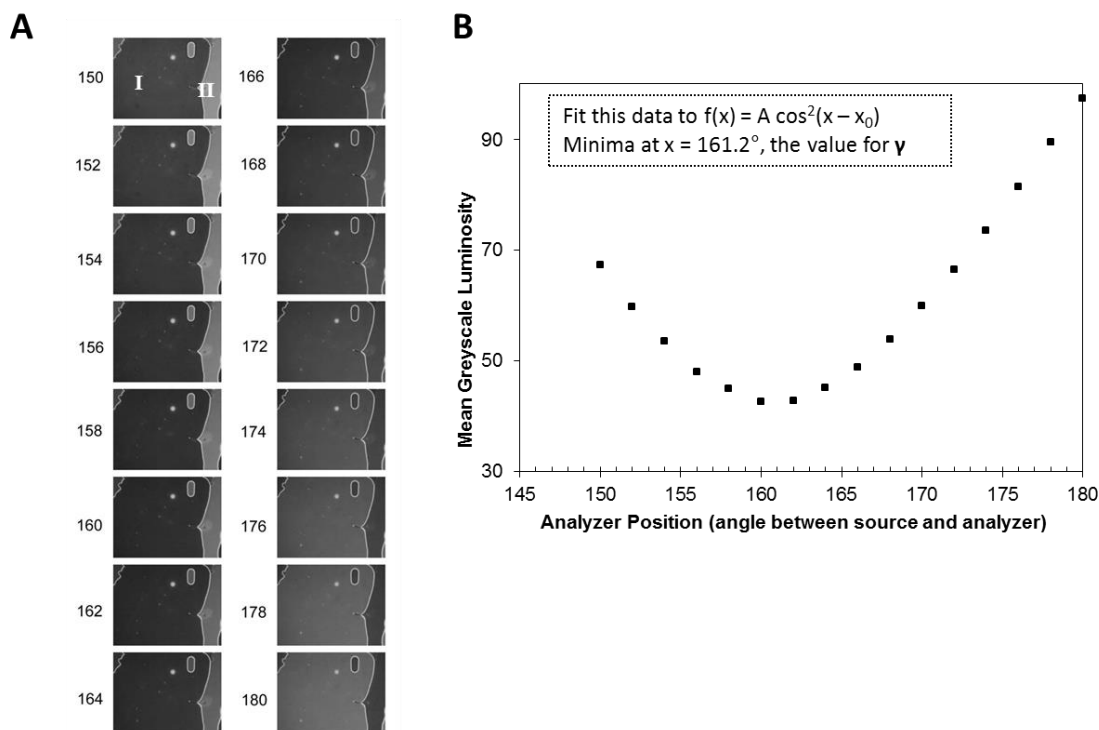 A
150
I
II
166
152
168
154
170
156
172
158
174
160
176
162
178
164
180
B
Fit this data to f(x) = A cos²(x – x₀)
Minima at x = 161.2°, the value for γ
Mean Greyscale Luminosity
90
70
50
30
145 150 155 160 165 170 175 180
Analyzer Position (angle between source and analyzer)